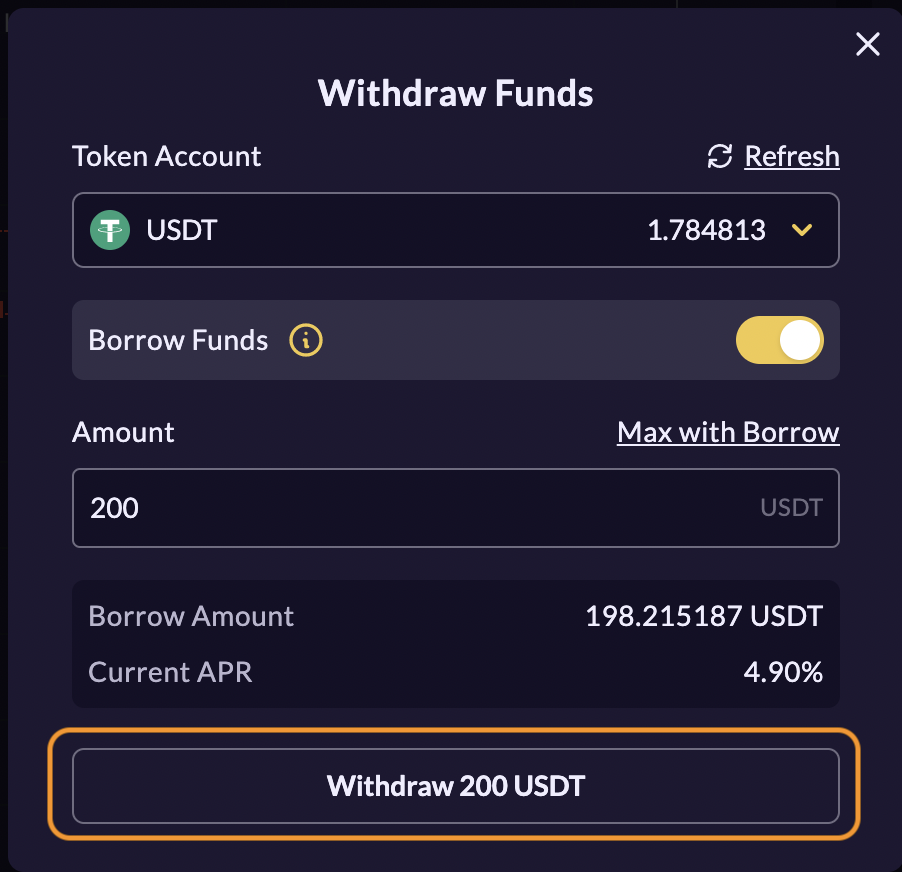 Withdraw Funds
Token Account Refresh
USDT 1.784813
Borrow Funds
Amount Max with Borrow
200 USDT
Borrow Amount 198.215187 USDT
Current APR 4.90%
Withdraw 200 USDT